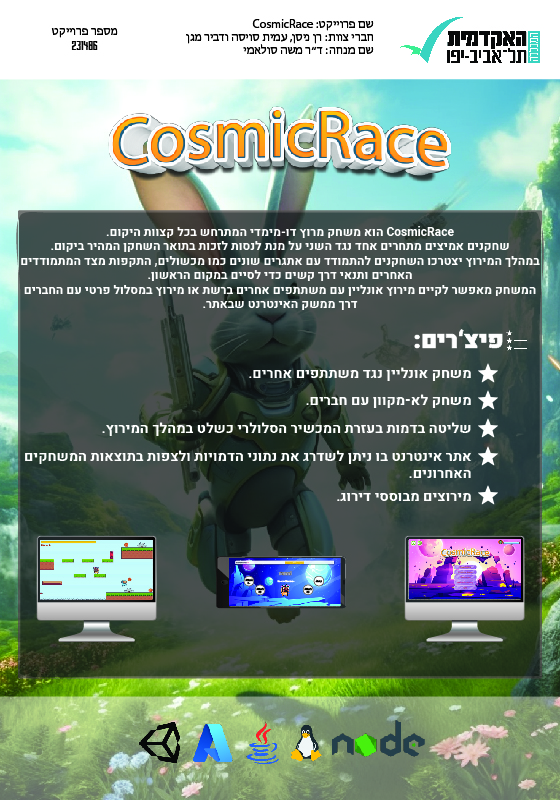 שם פרוייקט: CosmicRace
חברי צוות: רן ניסן, עמית סויסה ודביר מגן
שם מנחה: ד״ר משה סולאמי
מספר פרוייקט
231486
המכללה
האקדמית
תל־אביב־יפו
CosmicRace
CosmicRace הוא משחק מרוץ דו-מימדי המתרחש בכל קצוות היקום.
שחקנים אמיצים מתחרים אחד נגד השני על מנת לנסות לזכות בתואר השחקן המהיר ביקום.
במהלך המירוץ יצטרכו השחקנים להתמודד עם אתגרים שונים כמו מכשולים, התקפות מצד המתמודדים
האחרים ותנאי דרך קשים כדי לסיים במקום הראשון.
המשחק מאפשר לקיים מירוץ אונליין עם משתתפים אחרים ברשת או מירוץ במסלול פרטי עם החברים
דרך ממשק האינטרנט שבאתר.
פיצ'רים:
משחק אונליין נגד משתתפים אחרים.
משחק לא-מקוון עם חברים.
שליטה בדמות בעזרת המכשיר הסלולרי כשלט במהלך המירוץ.
אתר אינטרנט בו ניתן לשדרג את נתוני הדמויות ולצפות בתוצאות המשחקים
האחרונים.
מירוצים מבוססי דירוג.
CosmicRace
node